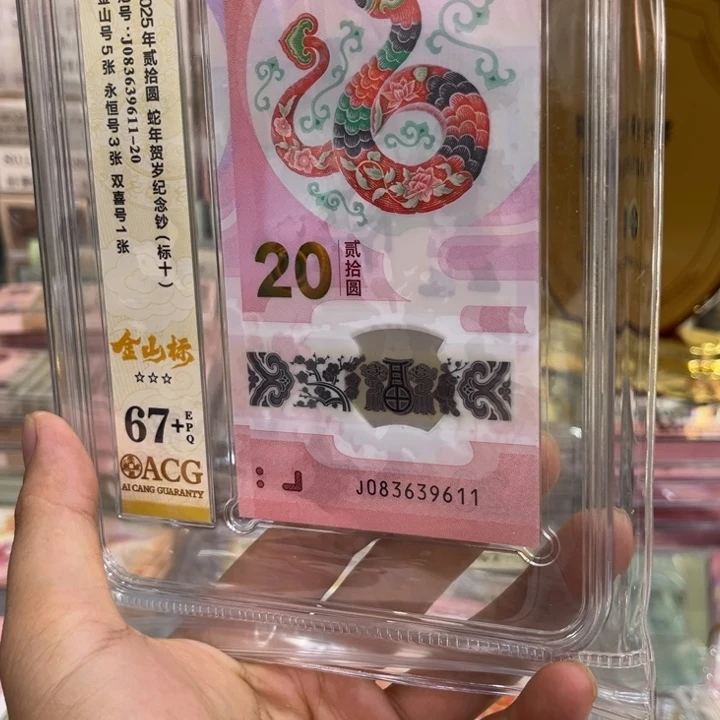 2025年贰拾圆 蛇年贺岁纪念钞(标十)
号:J083639611-20
金山号5张 永恒号3张 双喜号1张
金山标
☆☆☆
67+EPQ
ACG
AI CANG GUARANTY
20
贰拾圆
J083639611